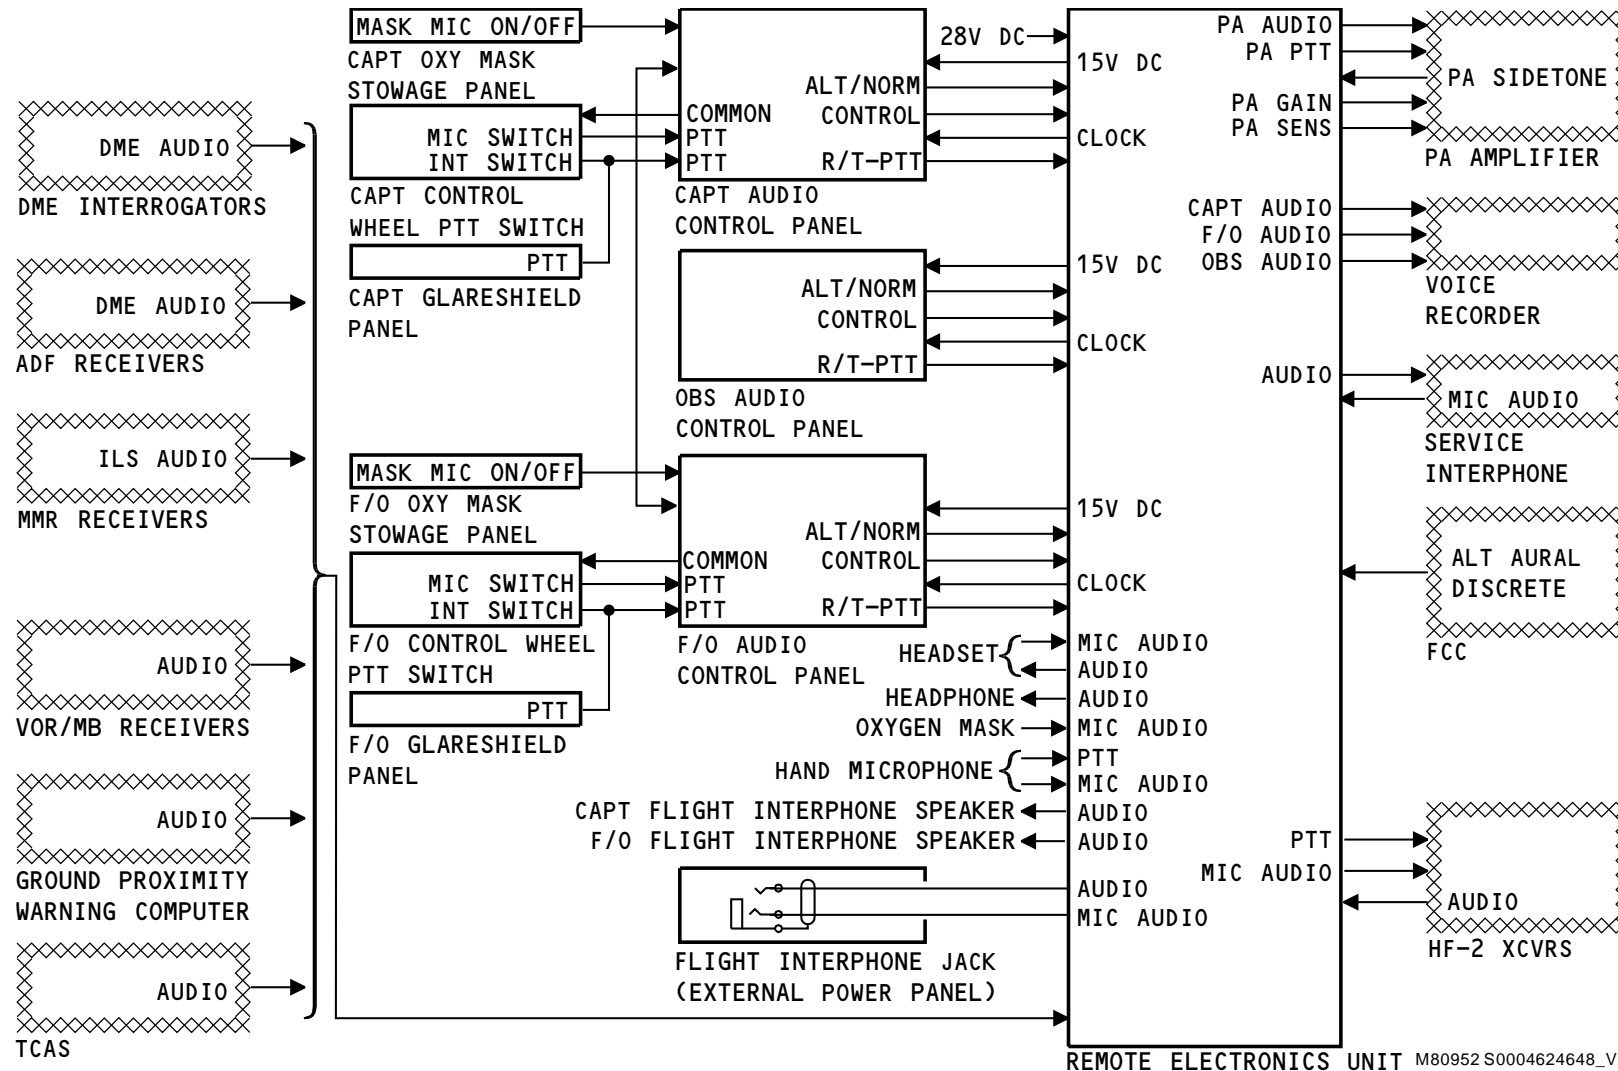 DME AUDIO
DME INTERROGATORS
DME AUDIO
ADF RECEIVERS
ILS AUDIO
MMR RECEIVERS
AUDIO
VOR/MB RECEIVERS
AUDIO
GROUND PROXIMITY
WARNING COMPUTER
AUDIO
TCAS
MASK MIC ON/OFF
CAPT OXY MASK
STOWAGE PANEL
MIC SWITCH
INT SWITCH
CAPT CONTROL
WHEEL PTT SWITCH
PTT
CAPT GLARESHIELD
PANEL
MASK MIC ON/OFF
F/O OXY MASK
STOWAGE PANEL
MIC SWITCH
INT SWITCH
F/O CONTROL WHEEL
PTT SWITCH
PTT
F/O GLARESHIELD
PANEL
COMMON
PTT
PTT
ALT/NORM
CONTROL
R/T-PTT
CAPT AUDIO
CONTROL PANEL
ALT/NORM
CONTROL
R/T-PTT
OBS AUDIO
CONTROL PANEL
COMMON
PTT
PTT
ALT/NORM
CONTROL
R/T-PTT
F/O AUDIO
CONTROL PANEL
HEADSET
HEADPHONE
OXYGEN MASK
HAND MICROPHONE
CAPT FLIGHT INTERPHONE SPEAKER
F/O FLIGHT INTERPHONE SPEAKER
FLIGHT INTERPHONE JACK
(EXTERNAL POWER PANEL)
28V DC
15V DC
CLOCK
15V DC
CLOCK
15V DC
CLOCK
MIC AUDIO
AUDIO
AUDIO
MIC AUDIO
PTT
MIC AUDIO
AUDIO
AUDIO
AUDIO
MIC AUDIO
PA AUDIO
PA PTT
PA GAIN
PA SENS
CAPT AUDIO
F/O AUDIO
OBS AUDIO
AUDIO
PTT
MIC AUDIO
REMOTE ELECTRONICS UNIT
PA SIDETONE
PA AMPLIFIER
VOICE
RECORDER
MIC AUDIO
SERVICE
INTERPHONE
ALT AURAL
DISCRETE
FCC
AUDIO
HF-2 XCVRS
M80952 S0004624648_V